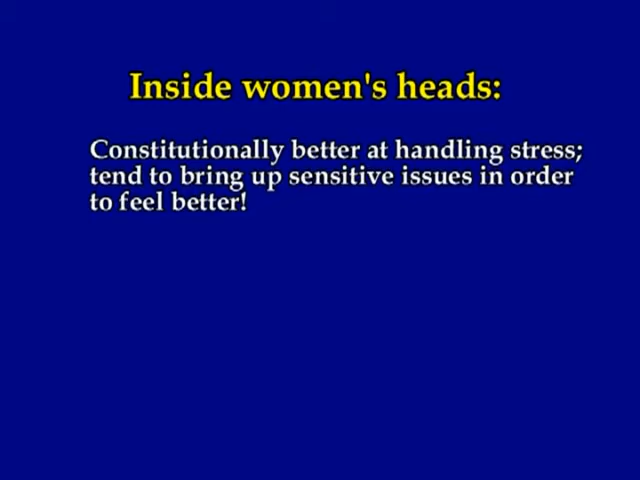 Inside women's heads:
Constitutionally better at handling stress;
tend to bring up sensitive issues in order
to feel better!